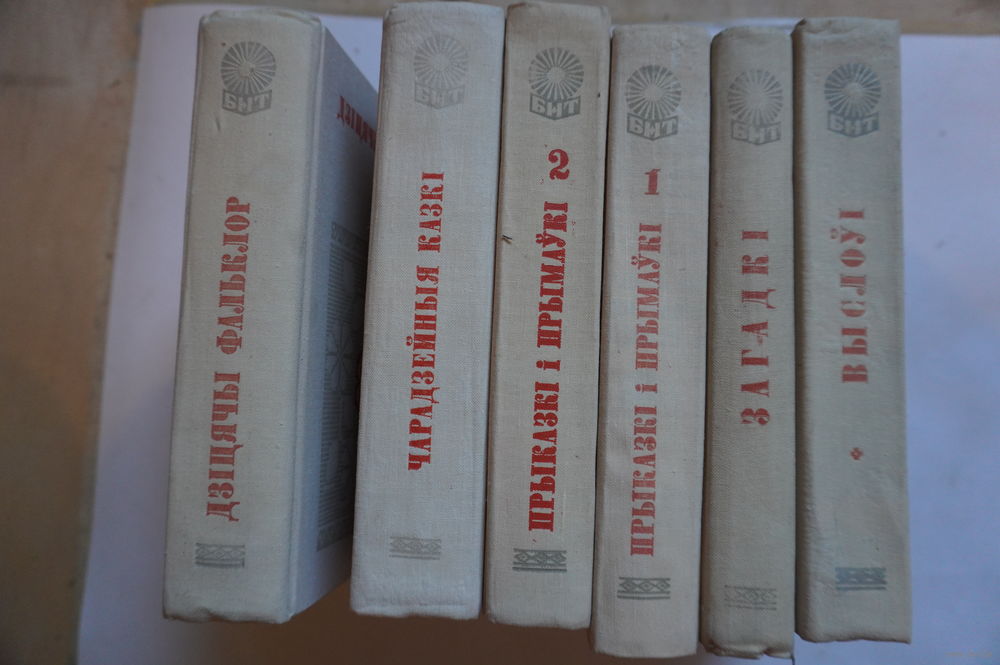 БНТ
ДЗІЦЯЧЫ ФАЛЬКЛОР
БНТ
ЧАРАДЗЕЙНЫЯ КАЗКІ
БНТ
ПРЫКАЗКІ і ПРЫМАЎКІ 2
БНТ
ПРЫКАЗКІ і ПРЫМАЎКІ 1
БНТ
ЗАГАДКІ
БНТ
ВЫСЛОЎІ